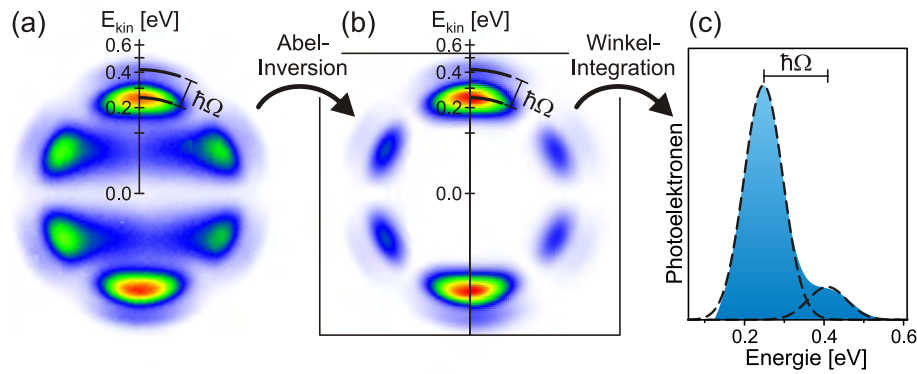 (a)
E_kin [eV]
0.6
0.4
0.2
0.0
ħΩ
Abel-
Inversion
(b)
E_kin [eV]
0.6
0.4
0.2
0.0
ħΩ
Winkel-
Integration
(c)
ħΩ
Photoelektronen
0.2 0.4 0.6
Energie [eV]